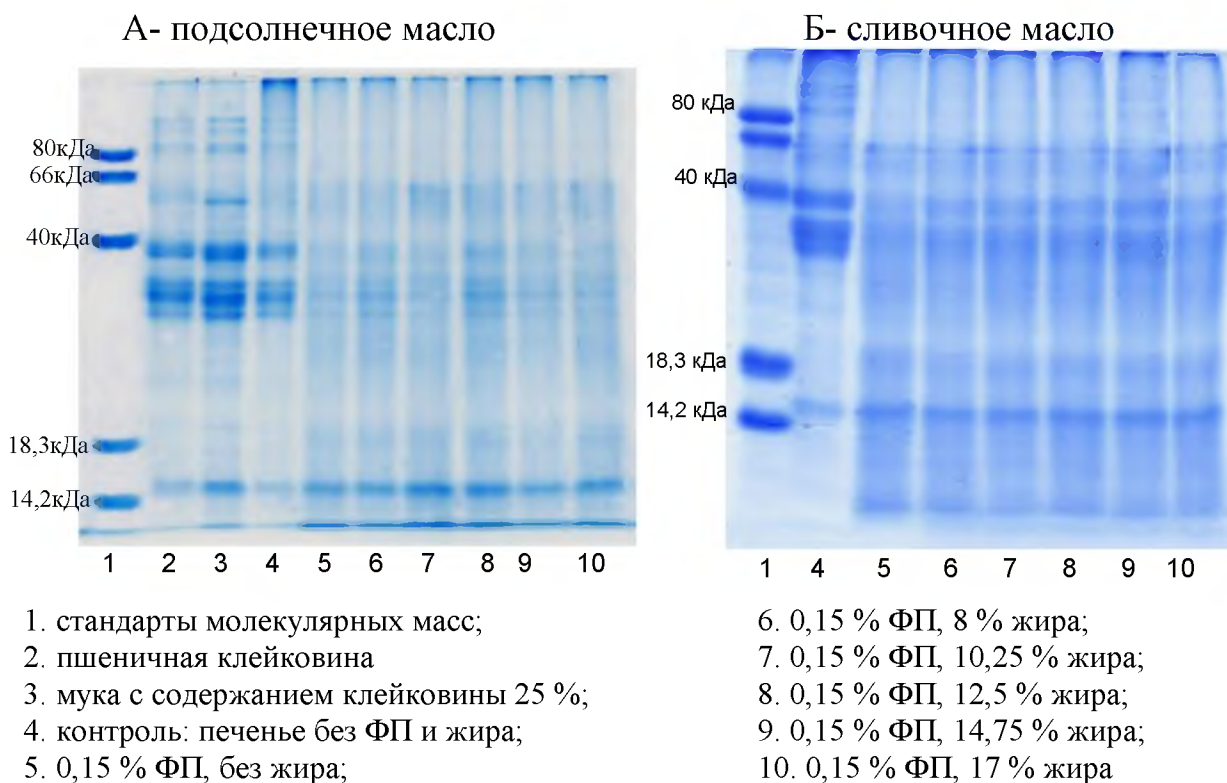 А- подсолнечное масло
80кДа
66кДа
40кДа
18,3кДа
14,2кДа
1 2 3 4 5 6 7 8 9 10
Б- сливочное масло
80 кДа
40 кДа
18,3 кДа
14,2 кДа
1 4 5 6 7 8 9 10
1. стандарты молекулярных масс;
2. пшеничная клейковина
3. мука с содержанием клейковины 25 %;
4. контроль: печенье без ФП и жира;
5. 0,15 % ФП, без жира;
6. 0,15 % ФП, 8 % жира;
7. 0,15 % ФП, 10,25 % жира;
8. 0,15 % ФП, 12,5 % жира;
9. 0,15 % ФП, 14,75 % жира;
10. 0,15 % ФП, 17 % жира